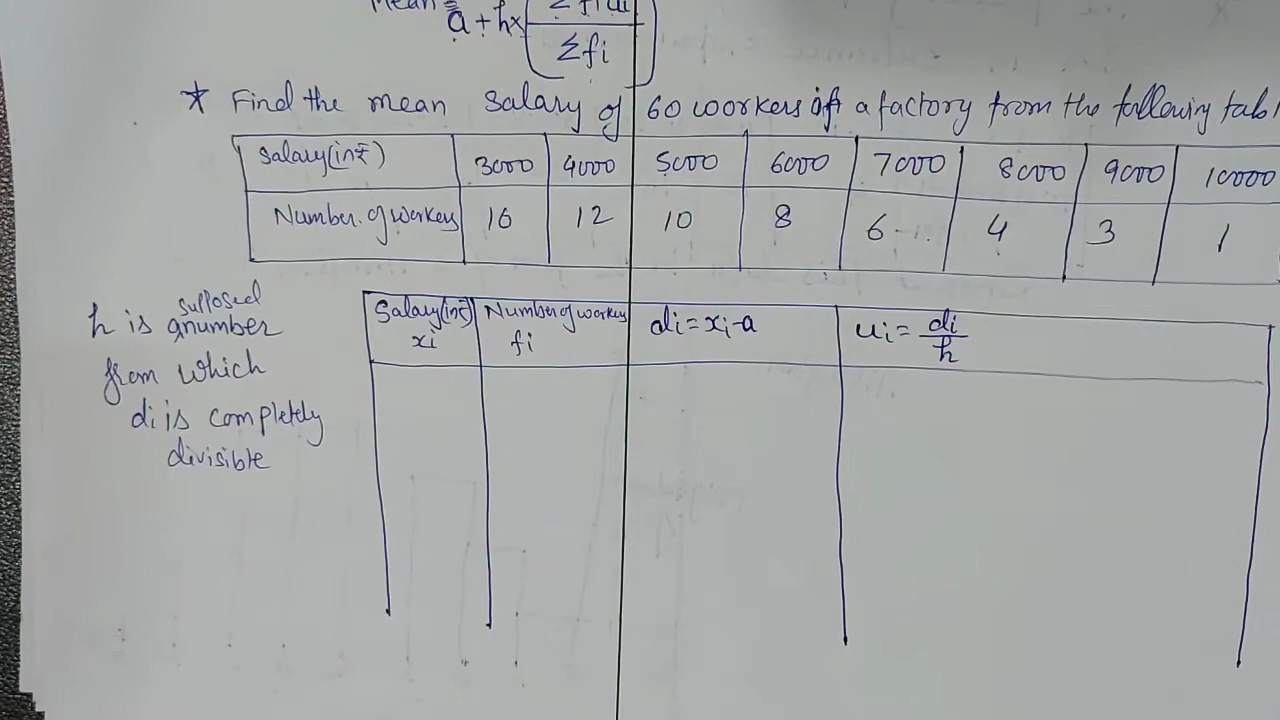 Mean =
a + h× ( Σfiui / Σfi )
* Find the mean salary of 60 workers of a factory from the following
Salary(in₹) 3000 4000 5000 6000 7000 8000 9000 10000
Number of workers 16 12 10 8 6 4 3 1
h is a supposed number
from which
di is completely
divisible
Salary(in₹) xi Number of workers fi di = xi-a ui = di/h